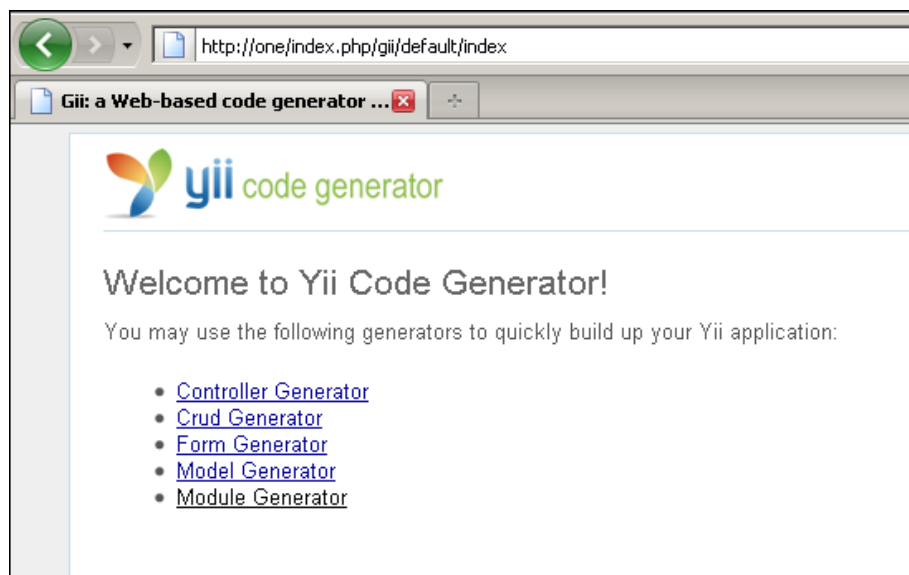 http://one/index.php/gii/default/index
Gii: a Web-based code generator ...
yii code generator
Welcome to Yii Code Generator!
You may use the following generators to quickly build up your Yii application:
• Controller Generator
• Crud Generator
• Form Generator
• Model Generator
• Module Generator